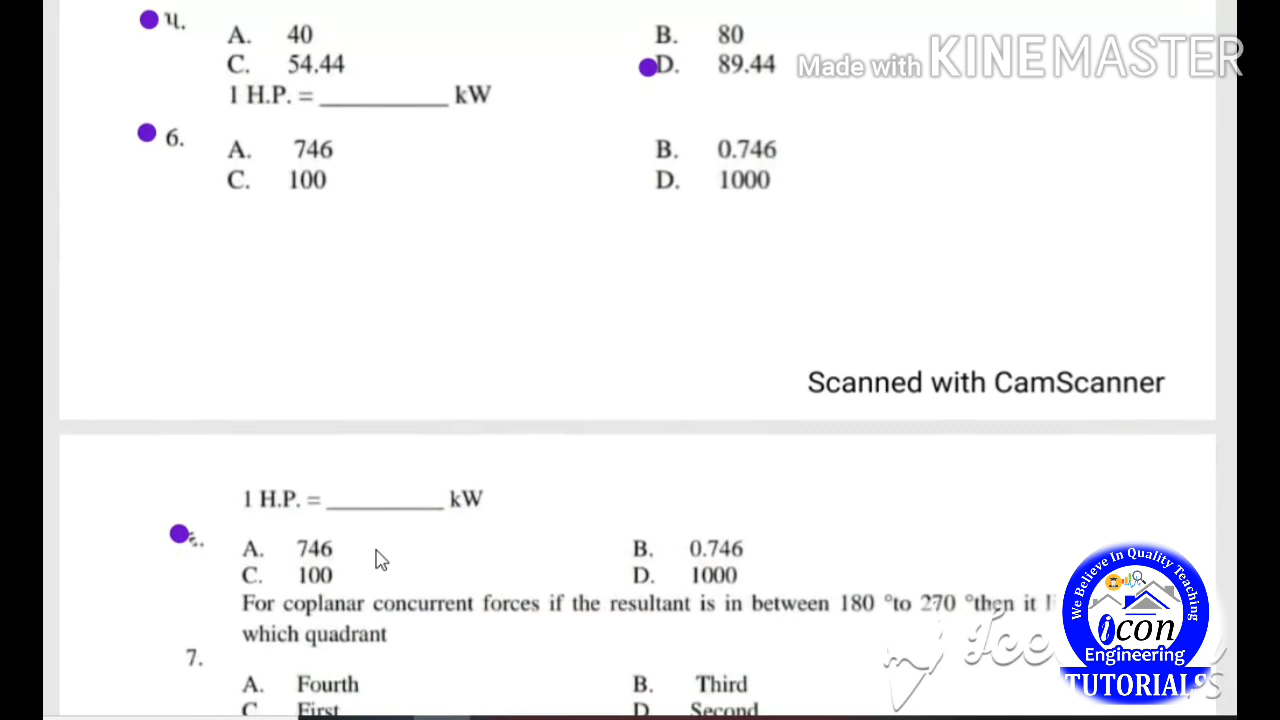 ५.
A. 40 B. 80
C. 54.44 D. 89.44
Made with KINEMASTER
1 H.P. = __________ kW
6.
A. 746 B. 0.746
C. 100 D. 1000
Scanned with CamScanner
1 H.P. = __________ kW
A. 746 B. 0.746
C. 100 D. 1000
For coplanar concurrent forces if the resultant is in between 180 °to 270 °then it
which quadrant
7.
A. Fourth B. Third
C First D Second
We Believe In Quality Teaching
icon
Engineering
TUTORIALS